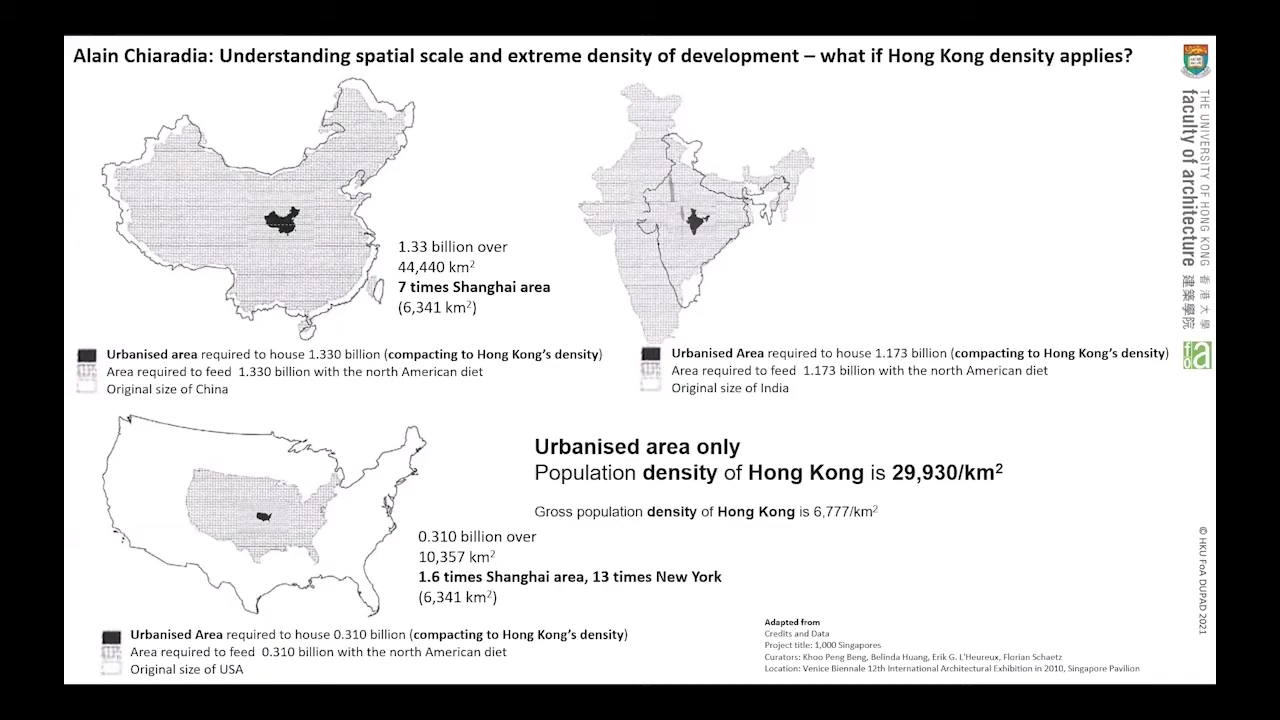 Alain Chiaradia: Understanding spatial scale and extreme density of development – what if Hong Kong density applies?
1.33 billion over
44,440 km²
7 times Shanghai area
(6,341 km²)
Urbanised area required to house 1.330 billion (compacting to Hong Kong's density)
Area required to feed 1.330 billion with the north American diet
Original size of China
Urbanised Area required to house 1.173 billion (compacting to Hong Kong's density)
Area required to feed 1.173 billion with the north American diet
Original size of India
Urbanised area only
Population density of Hong Kong is 29,930/km²
Gross population density of Hong Kong is 6,777/km²
0.310 billion over
10,357 km²
1.6 times Shanghai area, 13 times New York
(6,341 km²)
Urbanised Area required to house 0.310 billion (compacting to Hong Kong's density)
Area required to feed 0.310 billion with the north American diet
Original size of USA
Adapted from
Credits and Data
Project title: 1,000 Singapores
Curators: Khoo Peng Beng, Belinda Huang, Erik G. L'Heureux, Florian Schaetz
Location: Venice Biennale 12th International Architectural Exhibition in 2010, Singapore Pavilion
THE UNIVERSITY OF HONG KONG 香港大學
faculty of architecture 建築學院
© HKU FoA DUPAD 2021